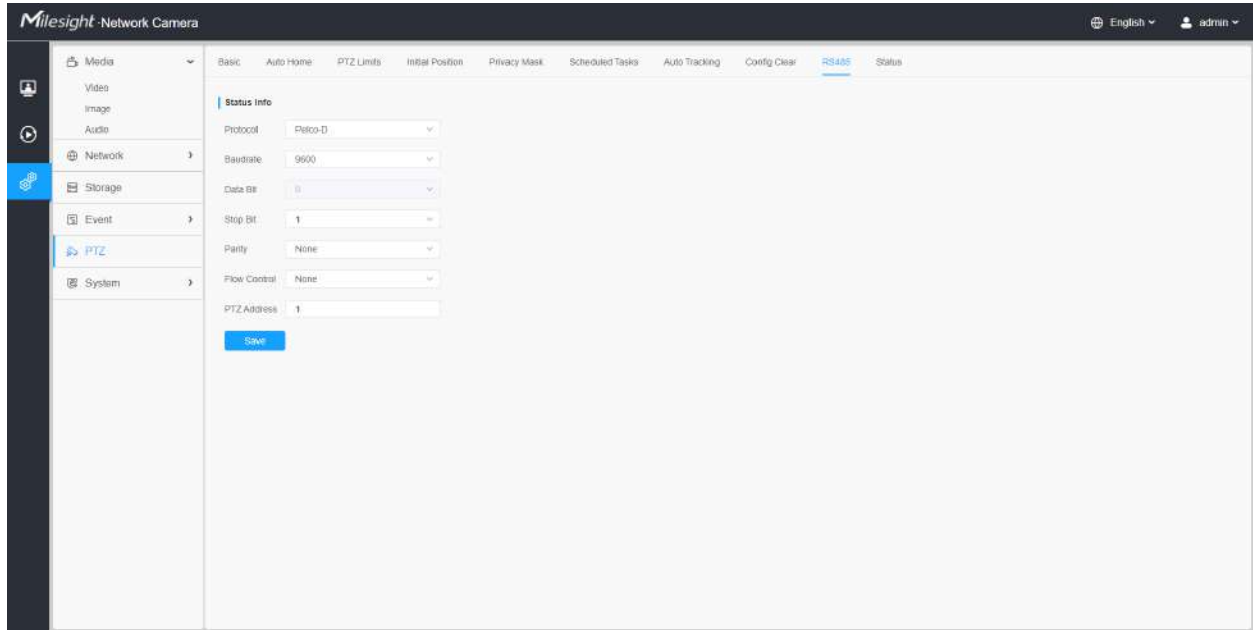 Milesight Network Camera
English
admin
Media
Video
Image
Audio
Network
Storage
Event
PTZ
System
Basic Auto Home PTZ Limits Initial Position Privacy Mask Scheduled Tasks Auto Tracking Config Clear RS485 Status
Status Info
Protocol Pelco-D
Baudrate 9600
Data Bit 8
Stop Bit 1
Parity None
Flow Control None
PTZ Address 1
Save